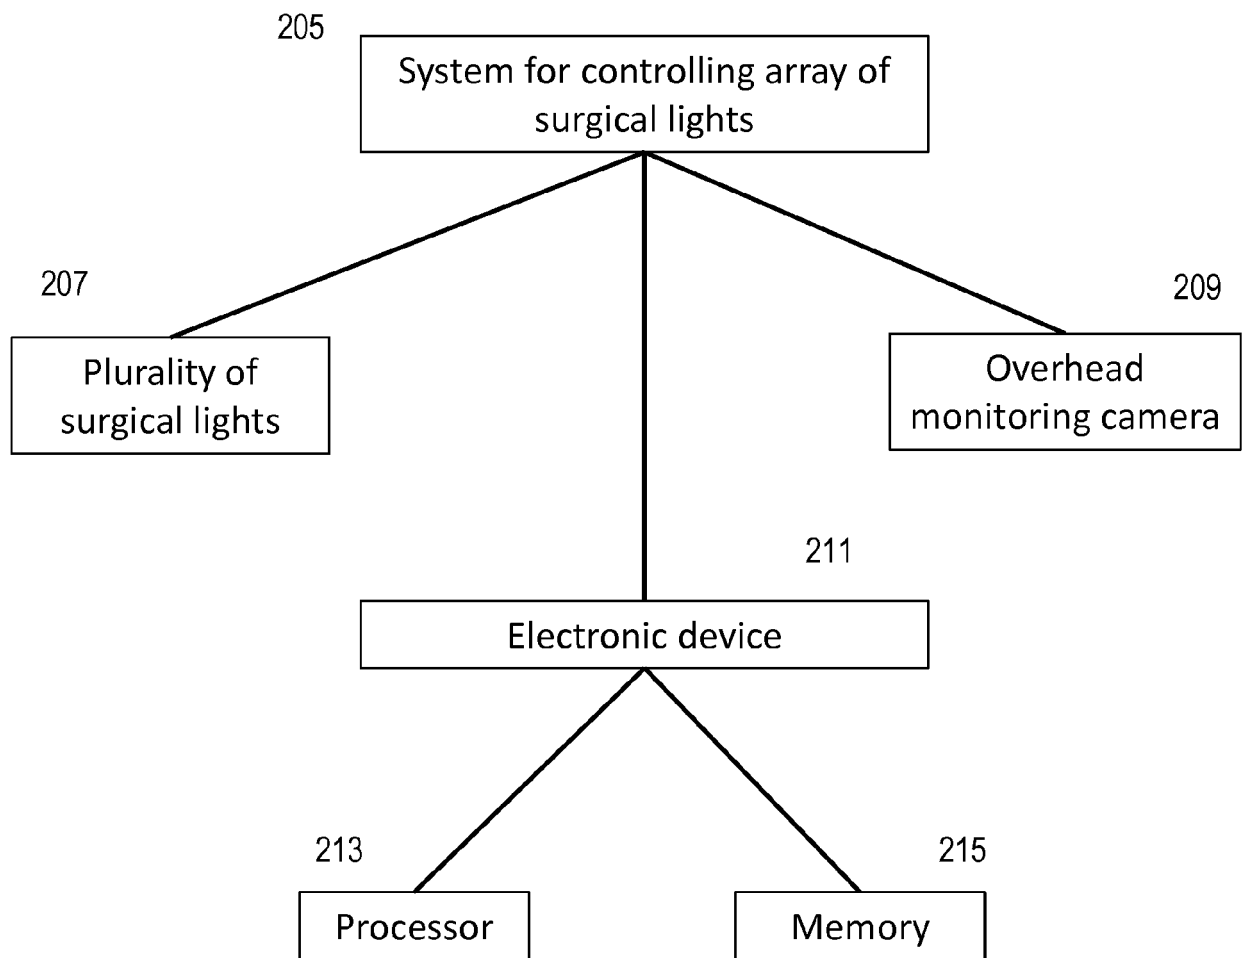 205
System for controlling array of
surgical lights
207
209
Plurality of
surgical lights
Overhead
monitoring camera
211
Electronic device
213
215
Processor
Memory